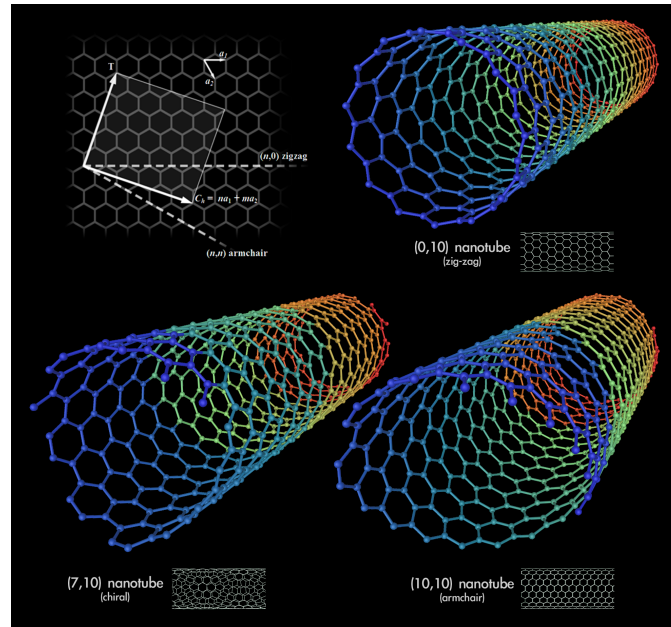 a₁
T
a₂
(n,0) zigzag
Cₕ = na₁ + ma₂
(n,n) armchair
(0,10) nanotube
(zig-zag)
(7,10) nanotube
(chiral)
(10,10) nanotube
(armchair)